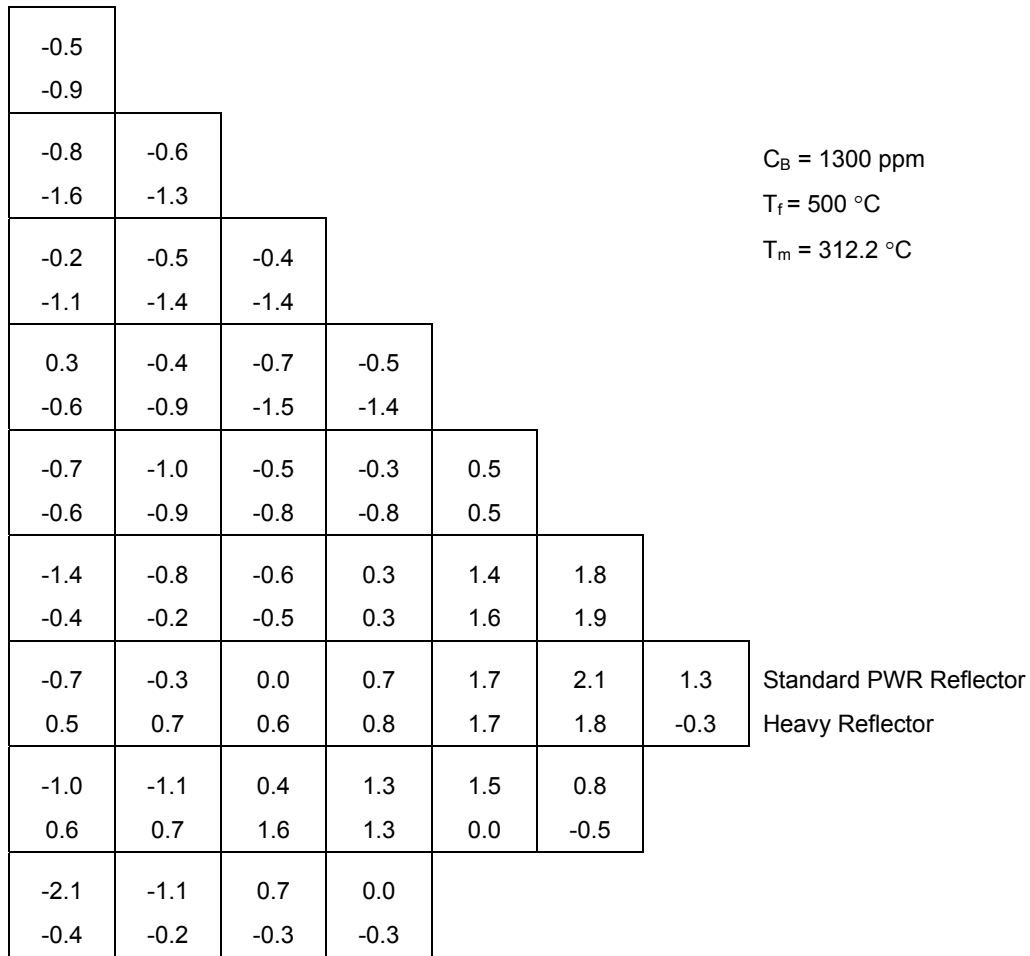 -0.5
-0.9
-0.8 -0.6
-1.6 -1.3
C_B = 1300 ppm
T_f = 500 °C
T_m = 312.2 °C
-0.2 -0.5 -0.4
-1.1 -1.4 -1.4
0.3 -0.4 -0.7 -0.5
-0.6 -0.9 -1.5 -1.4
-0.7 -1.0 -0.5 -0.3 0.5
-0.6 -0.9 -0.8 -0.8 0.5
-1.4 -0.8 -0.6 0.3 1.4 1.8
-0.4 -0.2 -0.5 0.3 1.6 1.9
-0.7 -0.3 0.0 0.7 1.7 2.1 1.3 Standard PWR Reflector
0.5 0.7 0.6 0.8 1.7 1.8 -0.3 Heavy Reflector
-1.0 -1.1 0.4 1.3 1.5 0.8
0.6 0.7 1.6 1.3 0.0 -0.5
-2.1 -1.1 0.7 0.0
-0.4 -0.2 -0.3 -0.3